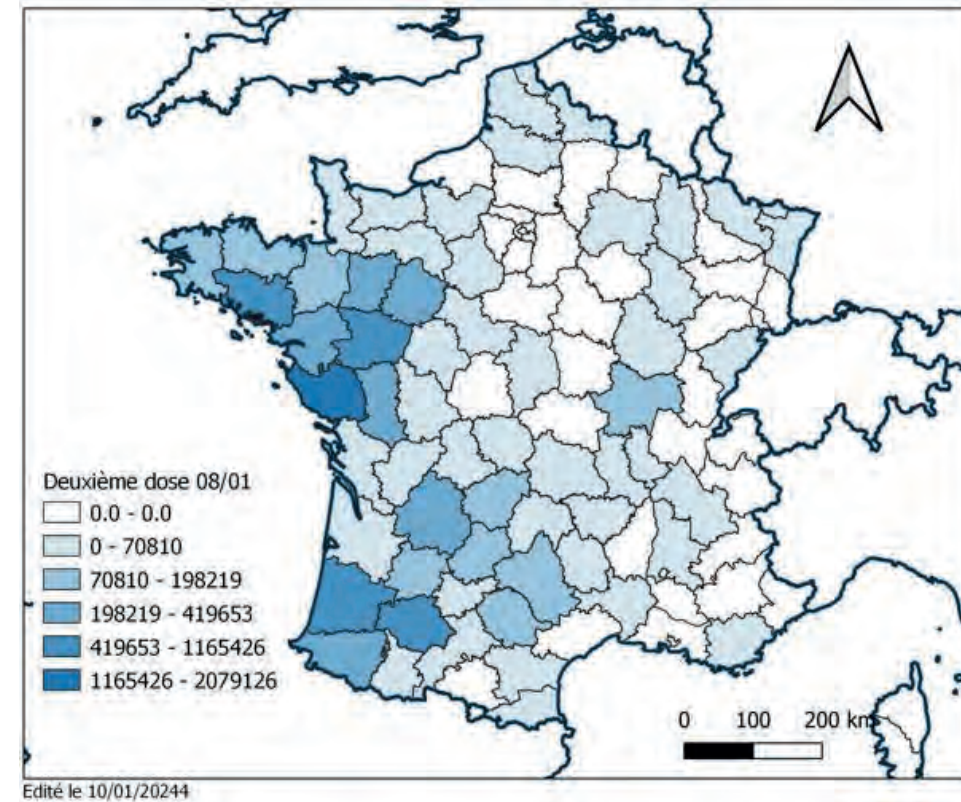 Deuxième dose 08/01
0.0 - 0.0
0 - 70810
70810 - 198219
198219 - 419653
419653 - 1165426
1165426 - 2079126
0 100 200 km
Edité le 10/01/20244